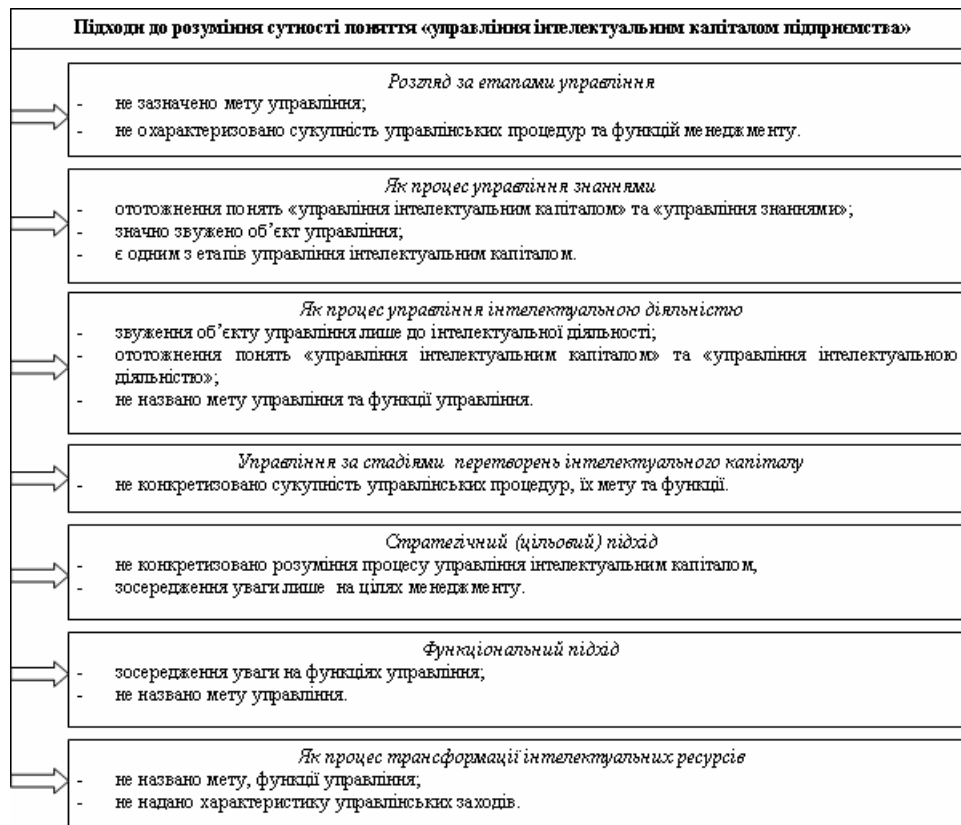 Підходи до розуміння сутності поняття «управління інтелектуальним капіталом підприємства»
Розгляд за етапами управління
- не зазначено мету управління;
- не охарактеризовано сукупність управлінських процедур та функцій менеджменту.
Як процес управління знаннями
- ототожнення понять «управління інтелектуальним капіталом» та «управління знаннями»;
- значно звужено об’єкт управління;
- є одним з етапів управління інтелектуальним капіталом.
Як процес управління інтелектуальною діяльністю
- звуження об’єкту управління лише до інтелектуальної діяльності;
- ототожнення понять «управління інтелектуальним капіталом» та «управління інтелектуальною
діяльністю»;
- не названо мету управління та функції управління.
Управління за стадіями перетворень інтелектуального капіталу
- не конкретизовано сукупність управлінських процедур, їх мету та функції.
Стратегічний (цільовий) підхід
- не конкретизовано розуміння процесу управління інтелектуальним капіталом,
- зосередження уваги лише на цілях менеджменту.
Функціональний підхід
- зосередження уваги на функціях управління;
- не названо мету управління.
Як процес трансформації інтелектуальних ресурсів
- не названо мету, функції управління;
- не надано характеристику управлінських заходів.